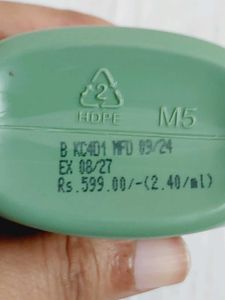 2
HDPE M5
B KC4D1 MFD 09/24
EX 08/27
Rs.599.00/-(2.40/ml)